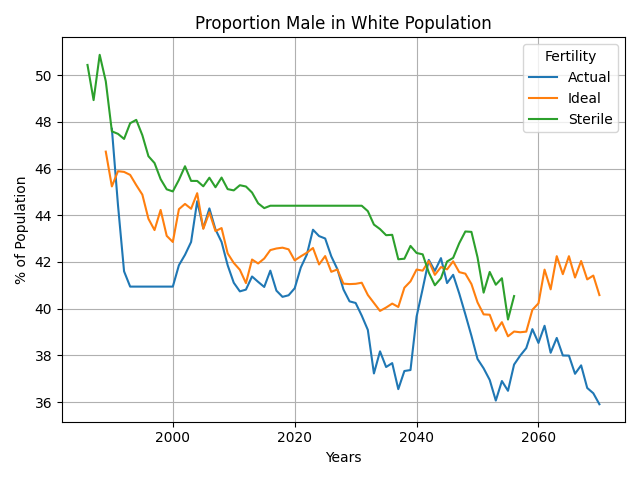 Proportion Male in White Population
Fertility
Actual
Ideal
Sterile
% of Population
50
48
46
44
42
40
38
36
2000
2020
2040
2060
Years